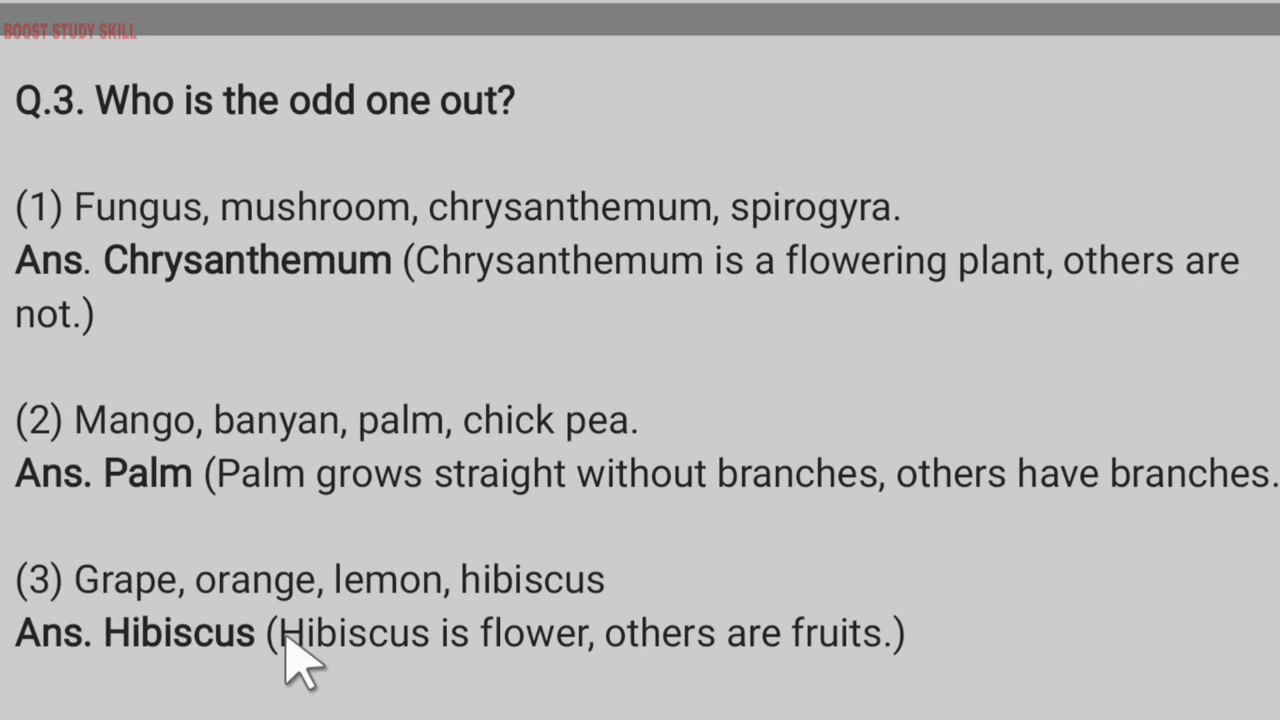 BOOST STUDY SKILL
Q.3. Who is the odd one out?
(1) Fungus, mushroom, chrysanthemum, spirogyra.
Ans. Chrysanthemum (Chrysanthemum is a flowering plant, others are
not.)
(2) Mango, banyan, palm, chick pea.
Ans. Palm (Palm grows straight without branches, others have branches.
(3) Grape, orange, lemon, hibiscus
Ans. Hibiscus (Hibiscus is flower, others are fruits.)